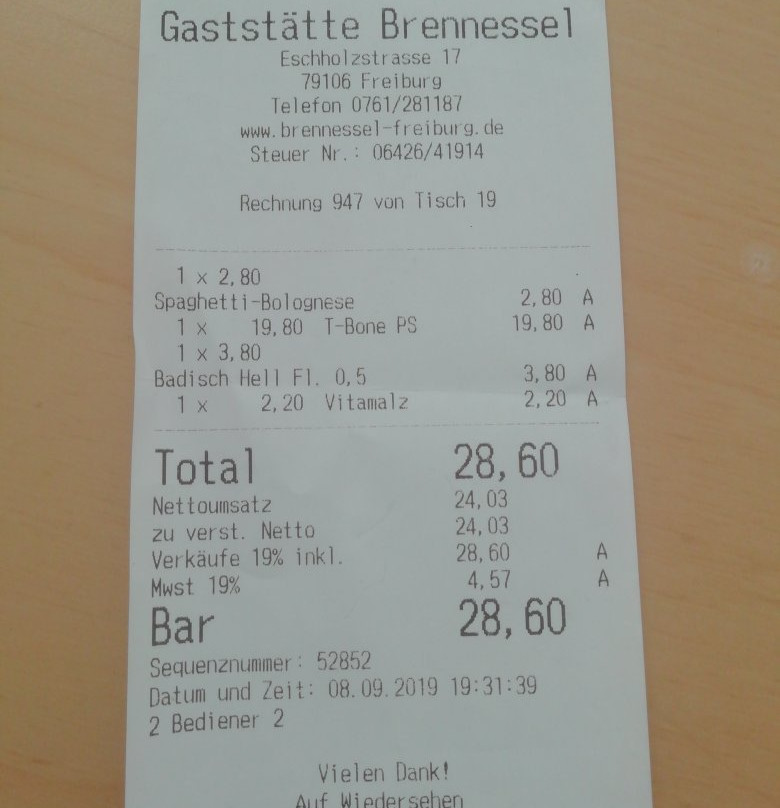 Gaststätte Brennessel
Eschholzstrasse 17
79106 Freiburg
Telefon 0761/281187
www.brennessel-freiburg.de
Steuer Nr.: 06426/41914
Rechnung 947 von Tisch 19
1 x 2,80
Spaghetti-Bolognese 2,80 A
1 x 19,80 T-Bone PS 19,80 A
1 x 3,80
Badisch Hell Fl. 0,5 3,80 A
1 x 2,20 Vitamalz 2,20 A
Total 28,60
Nettoumsatz 24,03
zu verst. Netto 24,03
Verkäufe 19% inkl. 28,60 A
Mwst 19% 4,57 A
Bar 28,60
Sequenznummer: 52852
Datum und Zeit: 08.09.2019 19:31:39
2 Bediener 2
Vielen Dank!
Auf Wiedersehen